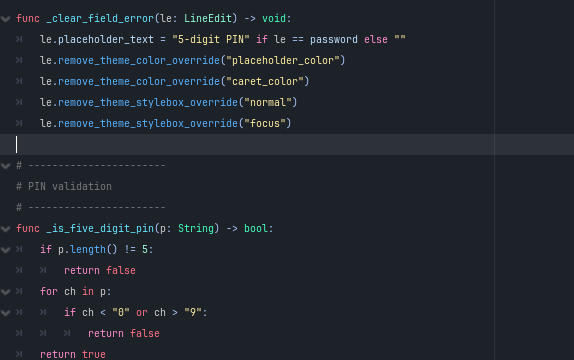 func _clear_field_error(le: LineEdit) -> void:
le.placeholder_text = "5-digit PIN" if le == password else ""
le.remove_theme_color_override("placeholder_color")
le.remove_theme_color_override("caret_color")
le.remove_theme_stylebox_override("normal")
le.remove_theme_stylebox_override("focus")
# -----------------------
# PIN validation
# -----------------------
func _is_five_digit_pin(p: String) -> bool:
if p.length() != 5:
return false
for ch in p:
if ch < "0" or ch > "9":
return false
return true